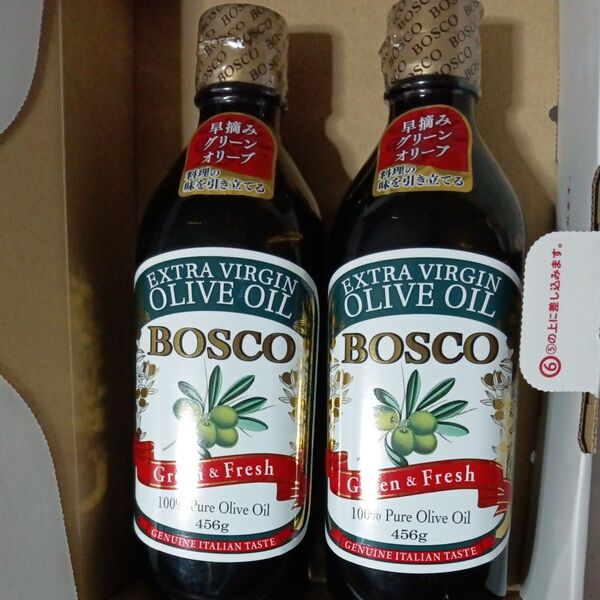 BOSCO BOSCO
BOSCO
早摘み
グリーン
オリーブ
料理の
味を引き立てる
EXTRA VIRGIN
OLIVE OIL
BOSCO
Green & Fresh
100% Pure Olive Oil
456g
GENUINE ITALIAN TASTE
BOSCO BOSCO
BOSCO
早摘み
グリーン
オリーブ
料理の
味を引き立てる
EXTRA VIRGIN
OLIVE OIL
BOSCO
Green & Fresh
100% Pure Olive Oil
456g
GENUINE ITALIAN TASTE
⑥⑤の上に差し込みます。